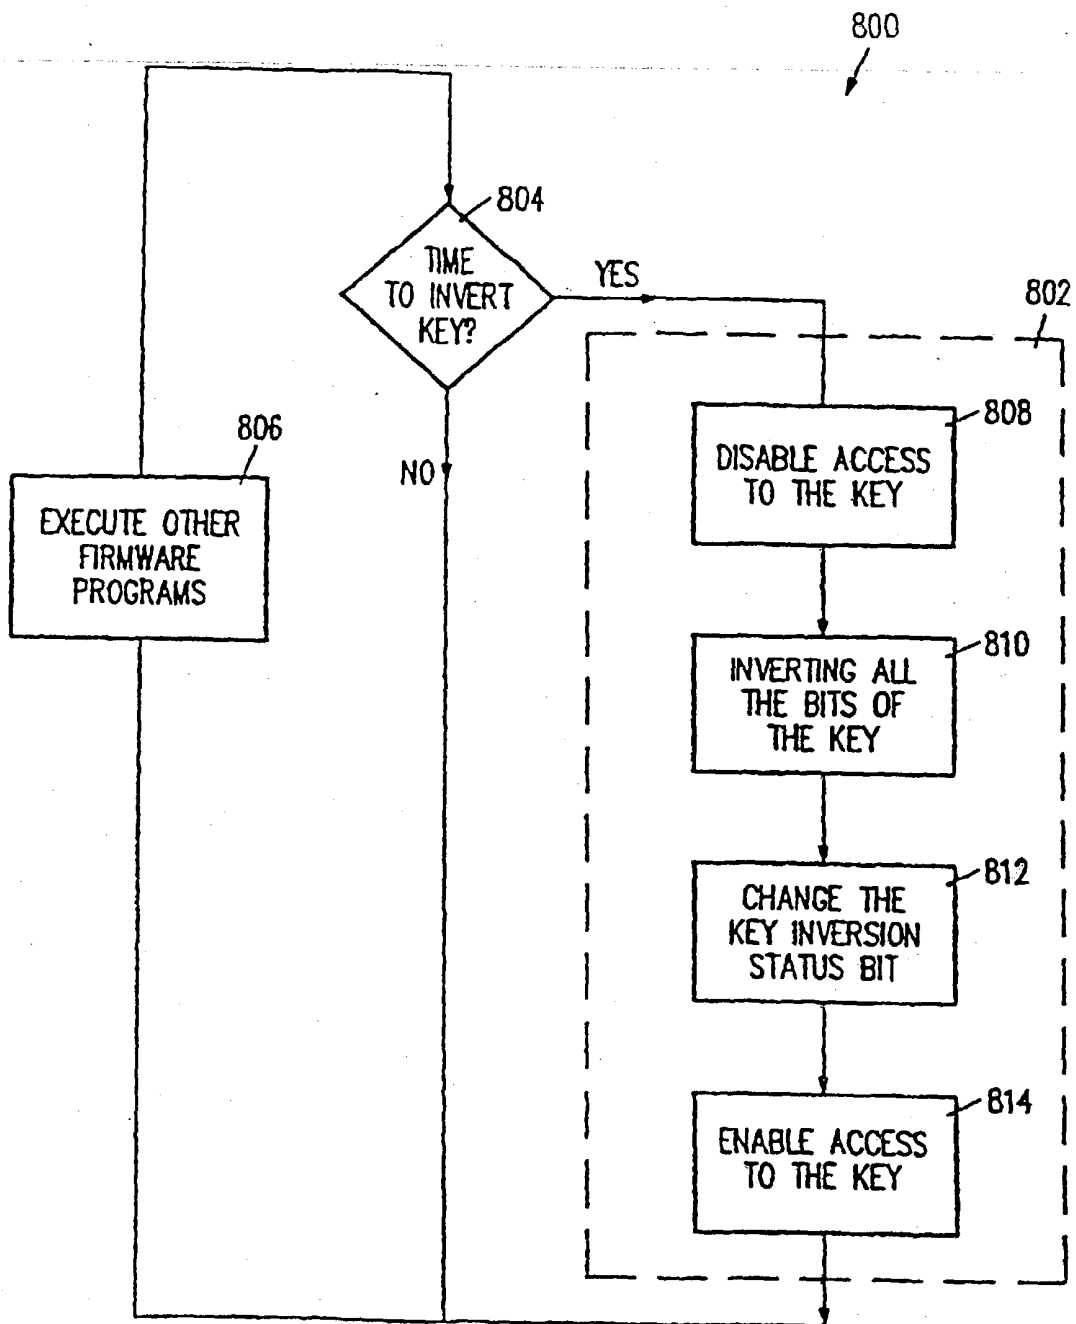 800
804
TIME
TO INVERT
KEY?
YES
802
808
DISABLE ACCESS
TO THE KEY
806
NO
EXECUTE OTHER
FIRMWARE
PROGRAMS
810
INVERTING ALL
THE BITS OF
THE KEY
812
CHANGE THE
KEY INVERSION
STATUS BIT
814
ENABLE ACCESS
TO THE KEY